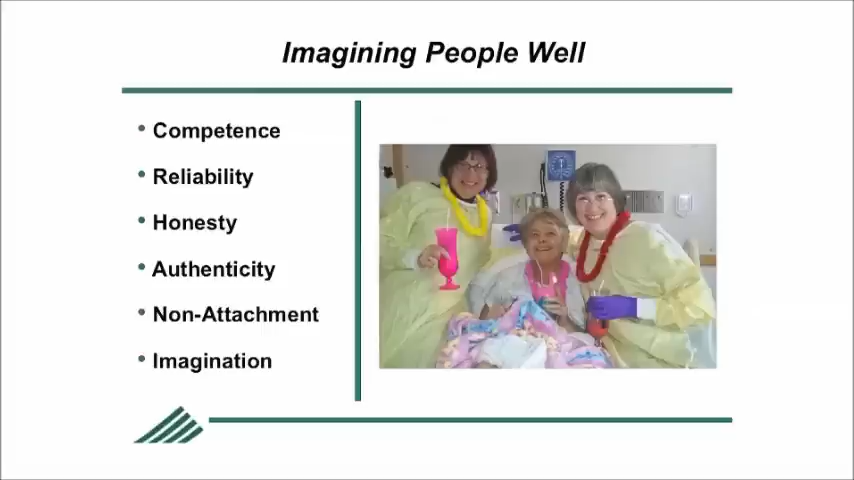 Imagining People Well
• Competence
• Reliability
• Honesty
• Authenticity
• Non-Attachment
• Imagination